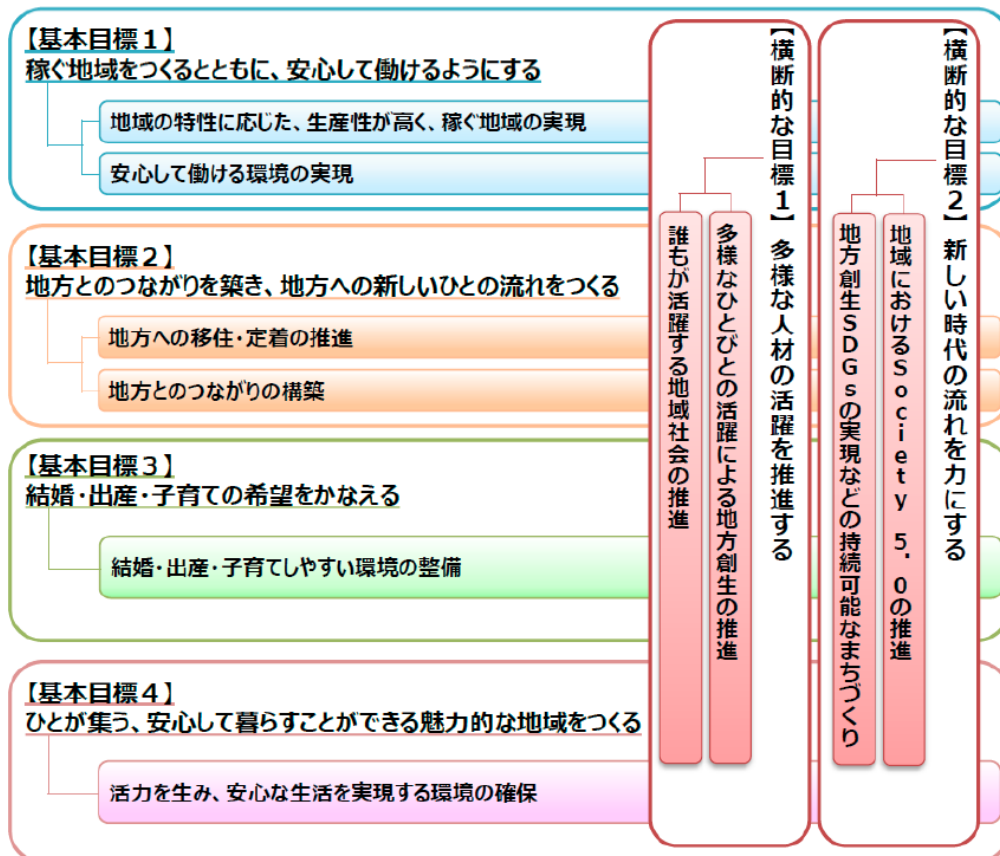 【基本目標１】
稼ぐ地域をつくるとともに、安心して働けるようにする
地域の特性に応じた、生産性が高く、稼ぐ地域の実現
安心して働ける環境の実現
【基本目標２】
地方とのつながりを築き、地方への新しいひとの流れをつくる
地方への移住・定着の推進
地方とのつながりの構築
【基本目標３】
結婚・出産・子育ての希望をかなえる
結婚・出産・子育てしやすい環境の整備
【基本目標４】
ひとが集う、安心して暮らすことができる魅力的な地域をつくる
活力を生み、安心な生活を実現する環境の確保
【横断的な目標１】多様な人材の活躍を推進する
多様なひとびとの活躍による地方創生の推進
誰もが活躍する地域社会の推進
【横断的な目標２】新しい時代の流れを力にする
地域におけるＳｏｃｉｅｔｙ　５．０の推進
地方創生ＳＤＧｓの実現などの持続可能なまちづくり